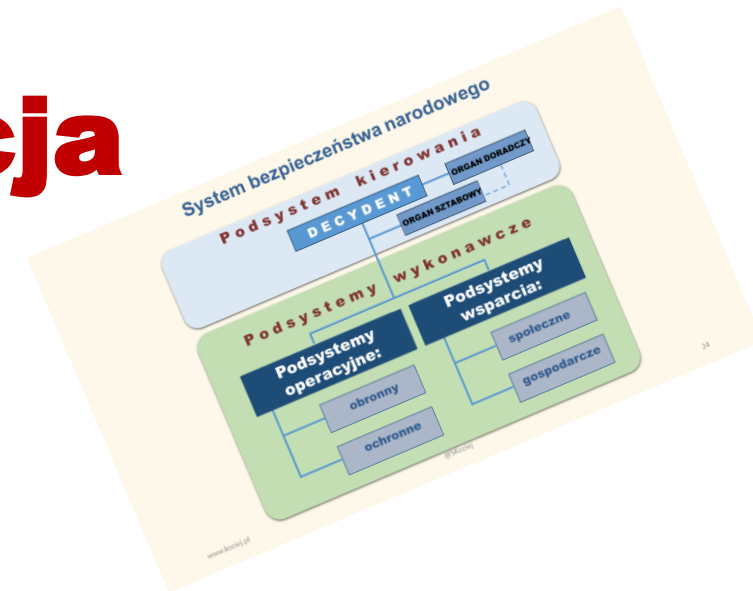 cja
System bezpieczeństwa narodowego
Podsystem kierowania
DECYDENT
ORGAN DORADCZY
ORGAN SZTABOWY
Podsystemy wykonawcze
Podsystemy
operacyjne:
obronny
ochronne
Podsystemy
wsparcia:
społeczne
gospodarcze
@SKoziej
www.koziej.pl
24